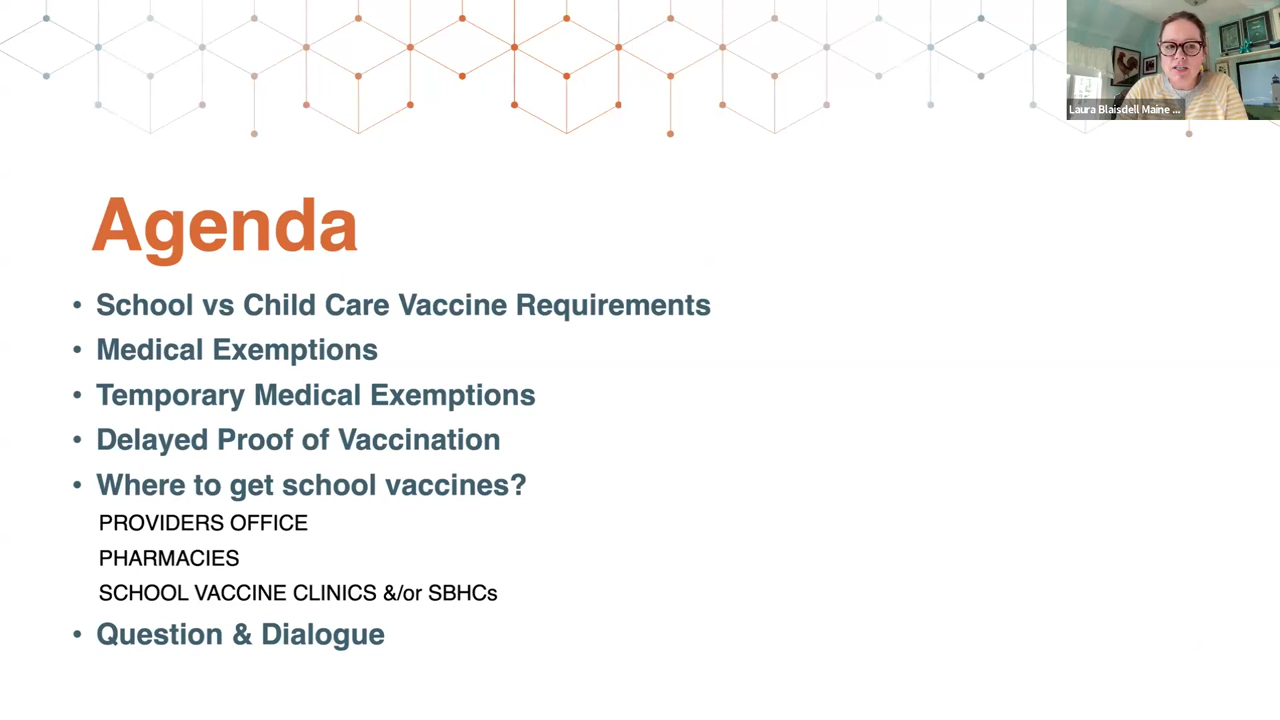 Laura Blaisdell Maine ...
Agenda
• School vs Child Care Vaccine Requirements
• Medical Exemptions
• Temporary Medical Exemptions
• Delayed Proof of Vaccination
• Where to get school vaccines?
PROVIDERS OFFICE
PHARMACIES
SCHOOL VACCINE CLINICS &/or SBHCs
• Question & Dialogue